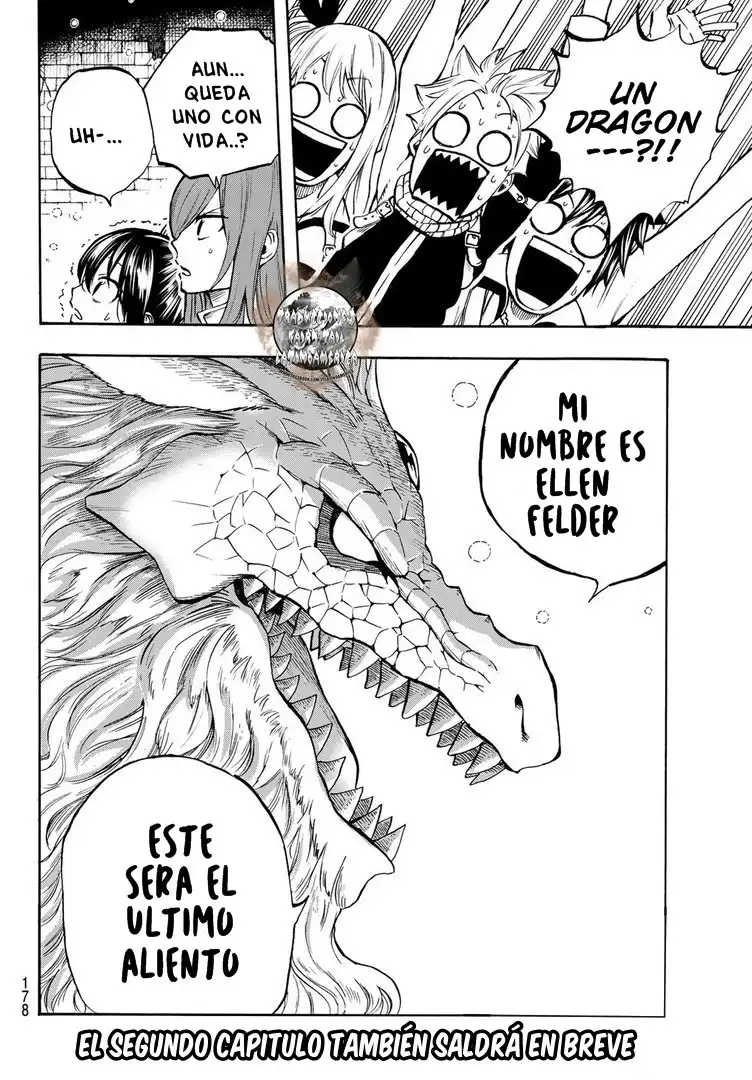 UN
DRAGON
---?!!
AUN...
QUEDA
UNO CON
VIDA..?
UH-...
MI
NOMBRE ES
ELLEN
FELDER
ESTE
SERA EL
ULTIMO
ALIENTO
178
EL SEGUNDO CAPITULO TAMBIÉN SALDRÁ EN BREVE